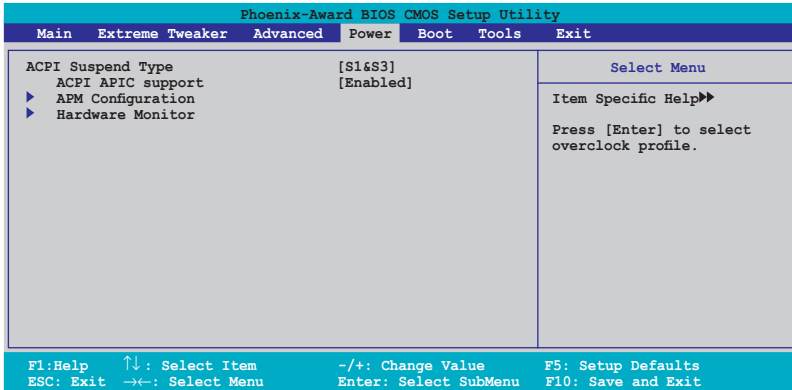 Phoenix-Award BIOS CMOS Setup Utility
Main Extreme Tweaker Advanced Power Boot Tools Exit
ACPI Suspend Type [S1&S3]
ACPI APIC support [Enabled]
APM Configuration
Hardware Monitor
Select Menu
Item Specific Help
Press [Enter] to select
overclock profile.
F1:Help ↑↓: Select Item -/+: Change Value F5: Setup Defaults
ESC: Exit →←: Select Menu Enter: Select SubMenu F10: Save and Exit